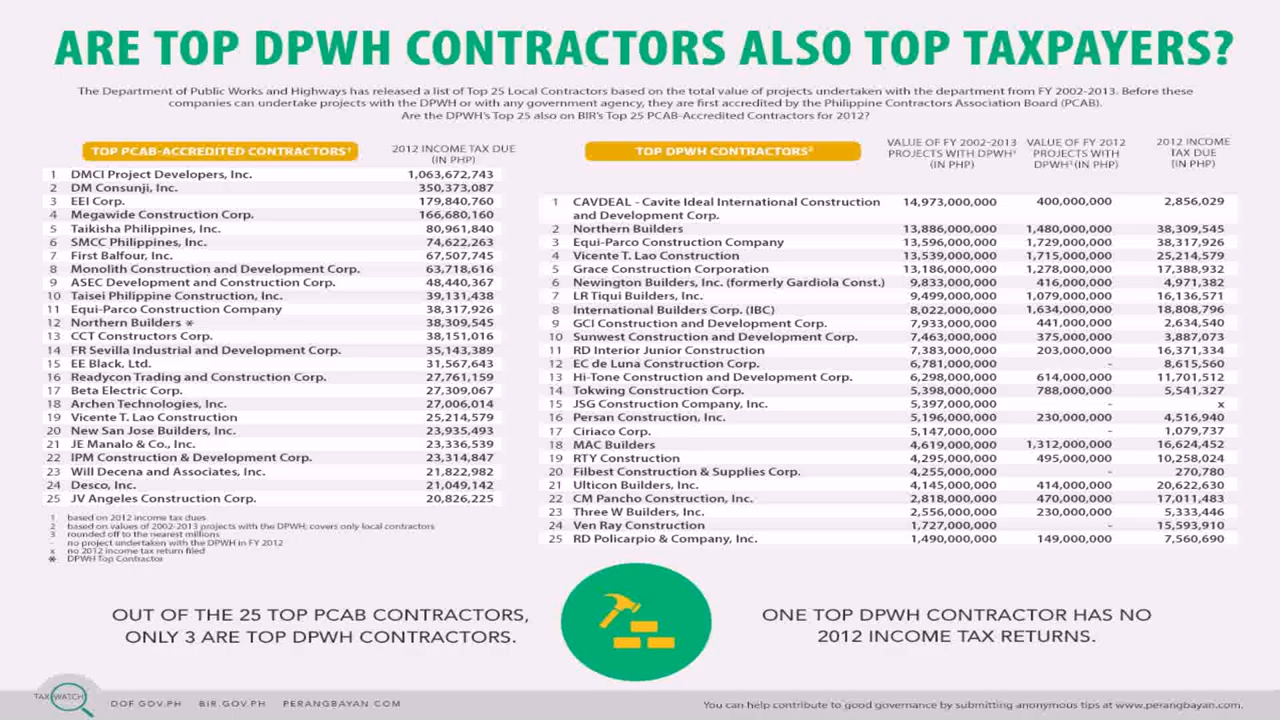 ARE TOP DPWH CONTRACTORS ALSO TOP TAXPAYERS?
The Department of Public Works and Highways has released a list of Top 25 Local Contractors based on the total value of projects undertaken with the department from FY 2002-2013. Before these
companies can undertake projects with the DPWH or with any government agency, they are first accredited by the Philippine Contractors Association Board (PCAB).
Are the DPWH's Top 25 also on BIR's Top 25 PCAB-Accredited Contractors for 2012?
TOP PCAB-ACCREDITED CONTRACTORS¹ 2012 INCOME TAX DUE
(IN PHP)
1 DMCI Project Developers, Inc. 1,063,672,743
2 DM Consunji, Inc. 350,373,087
3 EEI Corp. 179,840,760
4 Megawide Construction Corp. 166,680,160
5 Taikisha Philippines, Inc. 80,961,840
6 SMCC Philippines, Inc. 74,622,263
7 First Balfour, Inc. 67,507,745
8 Monolith Construction and Development Corp. 63,718,616
9 ASEC Development and Construction Corp. 48,440,367
10 Taisei Philippine Construction, Inc. 39,131,438
11 Equi-Parco Construction Company 38,317,926
12 Northern Builders * 38,309,545
13 CCT Constructors Corp. 38,151,016
14 FR Sevilla Industrial and Development Corp. 35,143,389
15 EE Black, Ltd. 31,567,643
16 Readycon Trading and Construction Corp. 27,761,159
17 Beta Electric Corp. 27,309,067
18 Archen Technologies, Inc. 27,006,014
19 Vicente T. Lao Construction 25,214,579
20 New San Jose Builders, Inc. 23,935,493
21 JE Manalo & Co., Inc. 23,336,539
22 IPM Construction & Development Corp. 23,314,847
23 Will Decena and Associates, Inc. 21,822,982
24 Desco, Inc. 21,049,142
25 JV Angeles Construction Corp. 20,826,225
1 based on 2012 income tax dues
2 based on values of 2002-2013 projects with the DPWH; covers only local contractors
3 rounded off to the nearest millions
- no project undertaken with the DPWH in FY 2012
x no 2012 income tax return filed
* DPWH Top Contractor
TOP DPWH CONTRACTORS² VALUE OF FY 2002-2013 VALUE OF FY 2012 2012 INCOME
PROJECTS WITH DPWH³ PROJECTS WITH TAX DUE
(IN PHP) DPWH³ (IN PHP) (IN PHP)
1 CAVDEAL - Cavite Ideal International Construction 14,973,000,000 400,000,000 2,856,029
and Development Corp.
2 Northern Builders 13,886,000,000 1,480,000,000 38,309,545
3 Equi-Parco Construction Company 13,596,000,000 1,729,000,000 38,317,926
4 Vicente T. Lao Construction 13,539,000,000 1,715,000,000 25,214,579
5 Grace Construction Corporation 13,186,000,000 1,278,000,000 17,388,932
6 Newington Builders, Inc. (formerly Gardiola Const.) 9,833,000,000 416,000,000 4,971,382
7 LR Tiqui Builders, Inc. 9,499,000,000 1,079,000,000 16,136,571
8 International Builders Corp. (IBC) 8,022,000,000 1,634,000,000 18,808,796
9 GCI Construction and Development Corp. 7,933,000,000 441,000,000 2,634,540
10 Sunwest Construction and Development Corp. 7,463,000,000 375,000,000 3,887,073
11 RD Interior Junior Construction 7,383,000,000 203,000,000 16,371,334
12 EC de Luna Construction Corp. 6,781,000,000 - 8,615,560
13 Hi-Tone Construction and Development Corp. 6,298,000,000 614,000,000 11,701,512
14 Tokwing Construction Corp. 5,398,000,000 788,000,000 5,541,327
15 JSG Construction Company, Inc. 5,397,000,000 - x
16 Persan Construction, Inc. 5,196,000,000 230,000,000 4,516,940
17 Ciriaco Corp. 5,147,000,000 - 1,079,737
18 MAC Builders 4,619,000,000 1,312,000,000 16,624,452
19 RTY Construction 4,295,000,000 495,000,000 10,258,024
20 Filbest Construction & Supplies Corp. 4,255,000,000 - 270,780
21 Ulticon Builders, Inc. 4,145,000,000 414,000,000 20,622,630
22 CM Pancho Construction, Inc. 2,818,000,000 470,000,000 17,011,483
23 Three W Builders, Inc. 2,556,000,000 230,000,000 5,333,446
24 Ven Ray Construction 1,727,000,000 - 15,593,910
25 RD Policarpio & Company, Inc. 1,490,000,000 149,000,000 7,560,690
OUT OF THE 25 TOP PCAB CONTRACTORS,
ONLY 3 ARE TOP DPWH CONTRACTORS.
ONE TOP DPWH CONTRACTOR HAS NO
2012 INCOME TAX RETURNS.
TAX WATCH DOF.GOV.PH BIR.GOV.PH PERANGBAYAN.COM
You can help contribute to good governance by submitting anonymous tips at www.perangbayan.com.